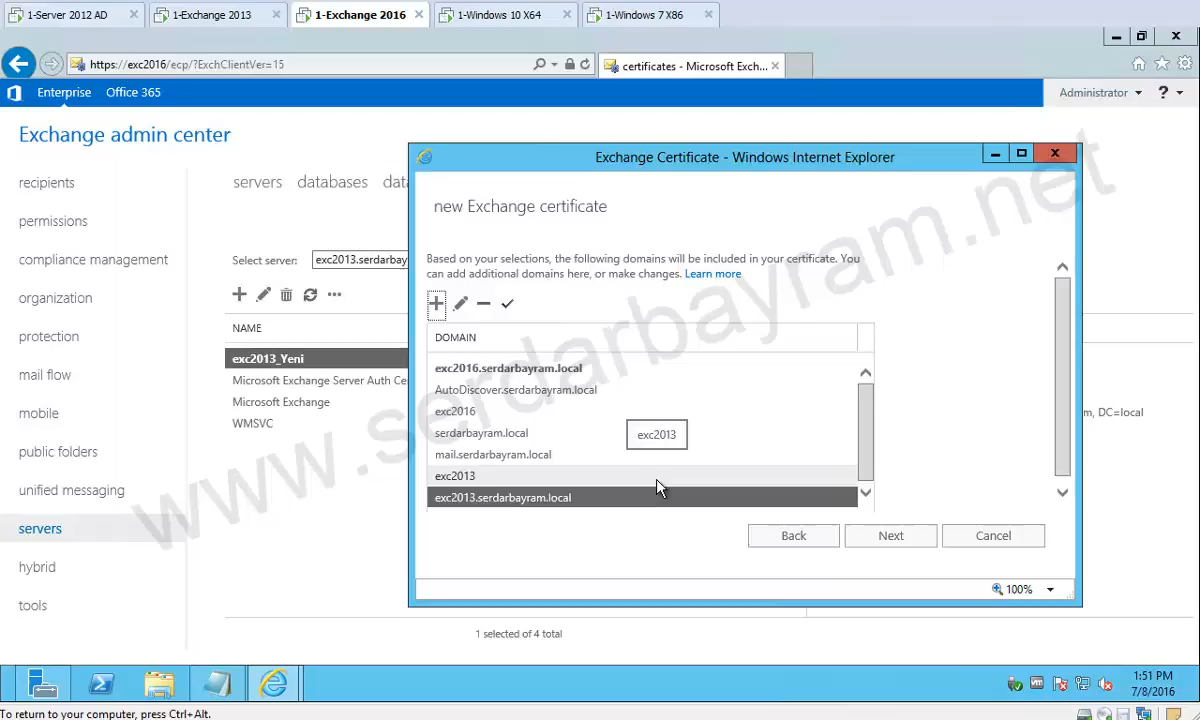 1-Server 2012 AD
1-Exchange 2013
1-Exchange 2016
1-Windows 10 X64
1-Windows 7 X86
https://exc2016/ecp/?ExchClientVer=15
certificates - Microsoft Exch...
Enterprise
Office 365
Administrator
?
Exchange admin center
recipients
permissions
compliance management
organization
protection
mail flow
mobile
public folders
unified messaging
servers
hybrid
tools
servers
databases
data
Select server:
exc2013.serdarbay
NAME
exc2013_Yeni
Microsoft Exchange Server Auth Ce
Microsoft Exchange
WMSVC
m, DC=local
1 selected of 4 total
Exchange Certificate - Windows Internet Explorer
new Exchange certificate
Based on your selections, the following domains will be included in your certificate. You
can add additional domains here, or make changes. Learn more
DOMAIN
exc2016.serdarbayram.local
AutoDiscover.serdarbayram.local
exc2016
serdarbayram.local
mail.serdarbayram.local
exc2013
exc2013.serdarbayram.local
exc2013
Back
Next
Cancel
100%
www.serdarbayram.net
1:51 PM
7/8/2016
To return to your computer, press Ctrl+Alt.